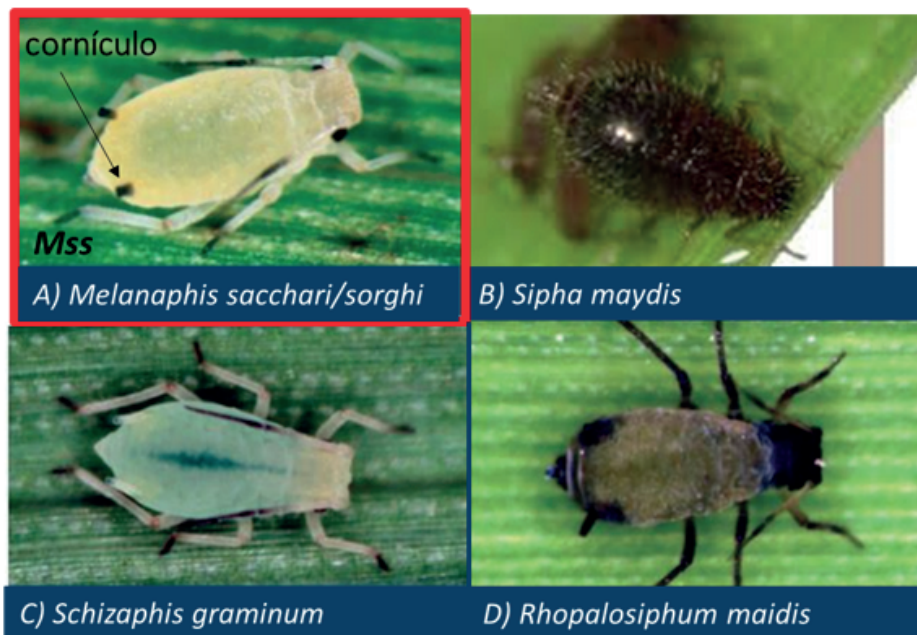 cornículo
Mss
A) Melanaphis sacchari/sorghi
B) Sipha maydis
C) Schizaphis graminum
D) Rhopalosiphum maidis